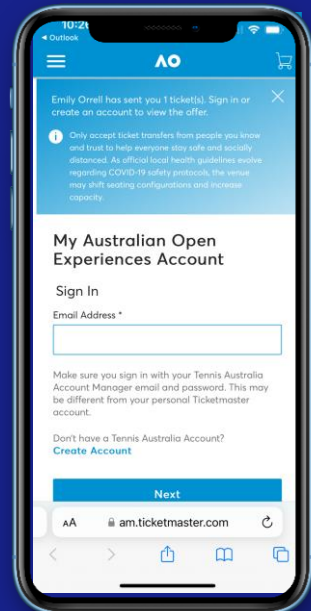 10:26
◀ Outlook
AO
Emily Orrell has sent you 1 ticket(s). Sign in or
create an account to view the offer.
Only accept ticket transfers from people you know
and trust to help everyone stay safe and socially
distanced. As official local health guidelines evolve
regarding COVID-19 safety protocols, the venue
may shift seating configurations and increase
capacity.
My Australian Open
Experiences Account
Sign In
Email Address *
Make sure you sign in with your Tennis Australia
Account Manager email and password. This may
be different from your personal Ticketmaster
account.
Don't have a Tennis Australia Account?
Create Account
Next
AA am.ticketmaster.com